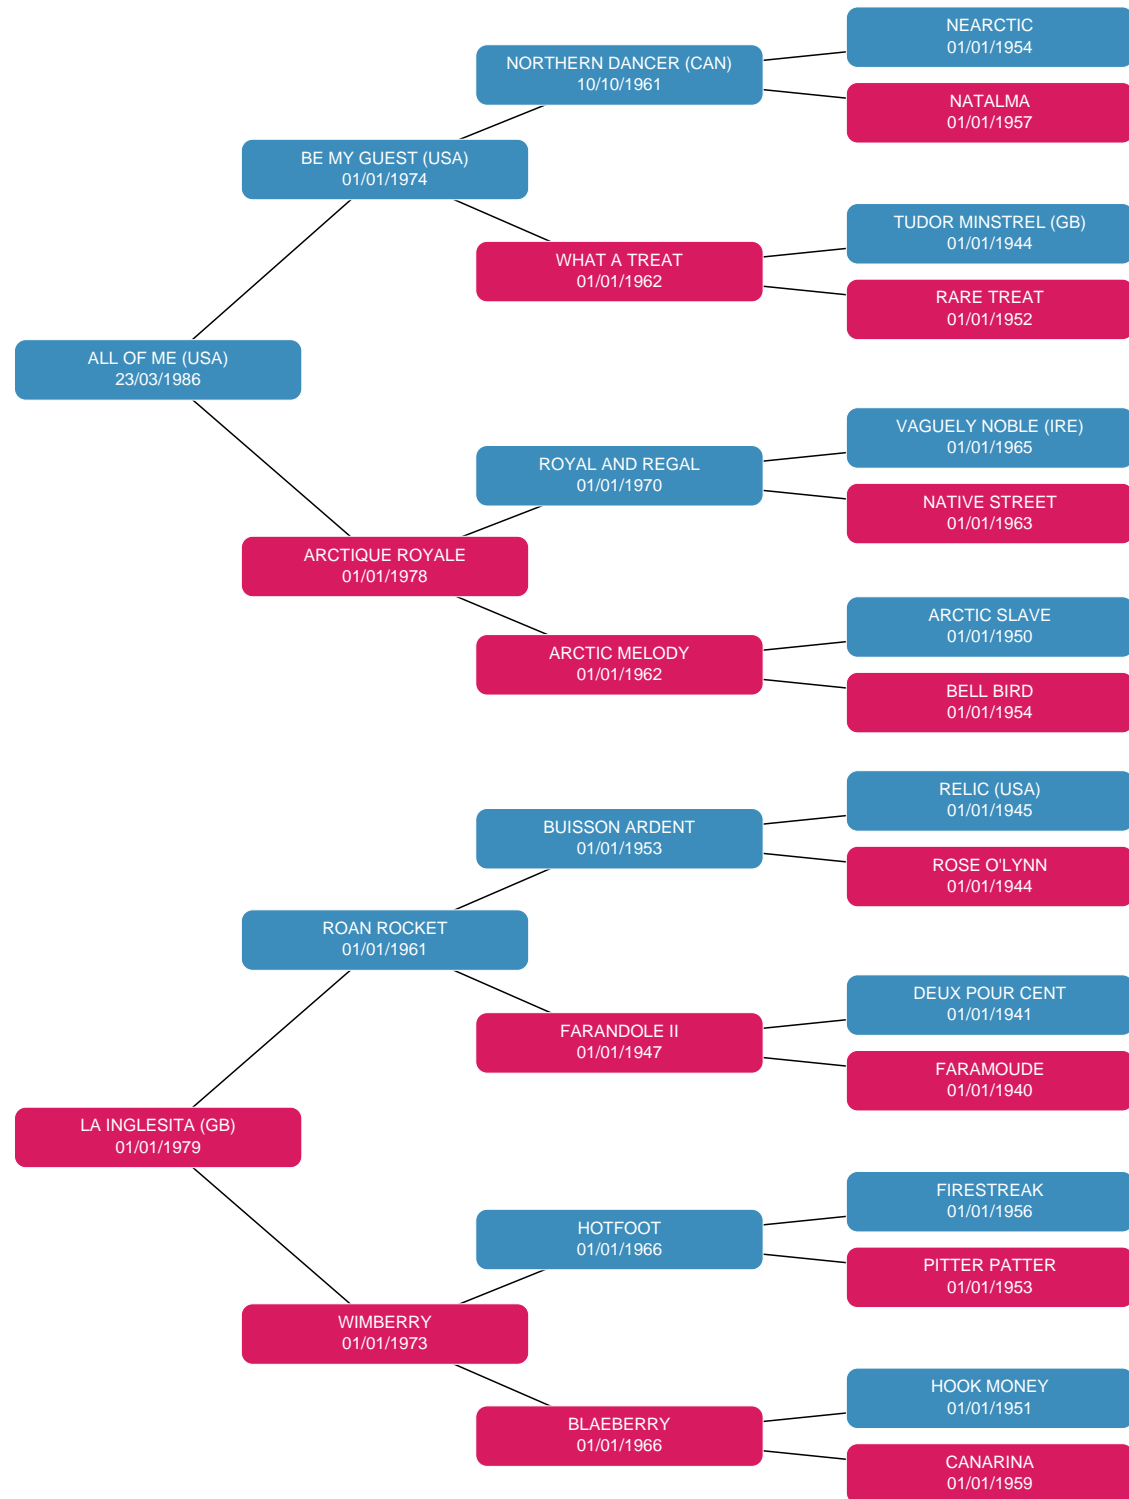 NEARCTIC
01/01/1954
NORTHERN DANCER (CAN)
10/10/1961
NATALMA
01/01/1957
BE MY GUEST (USA)
01/01/1974
TUDOR MINSTREL (GB)
01/01/1944
WHAT A TREAT
01/01/1962
RARE TREAT
01/01/1952
ALL OF ME (USA)
23/03/1986
VAGUELY NOBLE (IRE)
01/01/1965
ROYAL AND REGAL
01/01/1970
NATIVE STREET
01/01/1963
ARCTIQUE ROYALE
01/01/1978
ARCTIC SLAVE
01/01/1950
ARCTIC MELODY
01/01/1962
BELL BIRD
01/01/1954
RELIC (USA)
01/01/1945
BUISSON ARDENT
01/01/1953
ROSE O'LYNN
01/01/1944
ROAN ROCKET
01/01/1961
DEUX POUR CENT
01/01/1941
FARANDOLE II
01/01/1947
FARAMOUDE
01/01/1940
LA INGLESITA (GB)
01/01/1979
FIRESTREAK
01/01/1956
HOTFOOT
01/01/1966
PITTER PATTER
01/01/1953
WIMBERRY
01/01/1973
HOOK MONEY
01/01/1951
BLAEBERRY
01/01/1966
CANARINA
01/01/1959